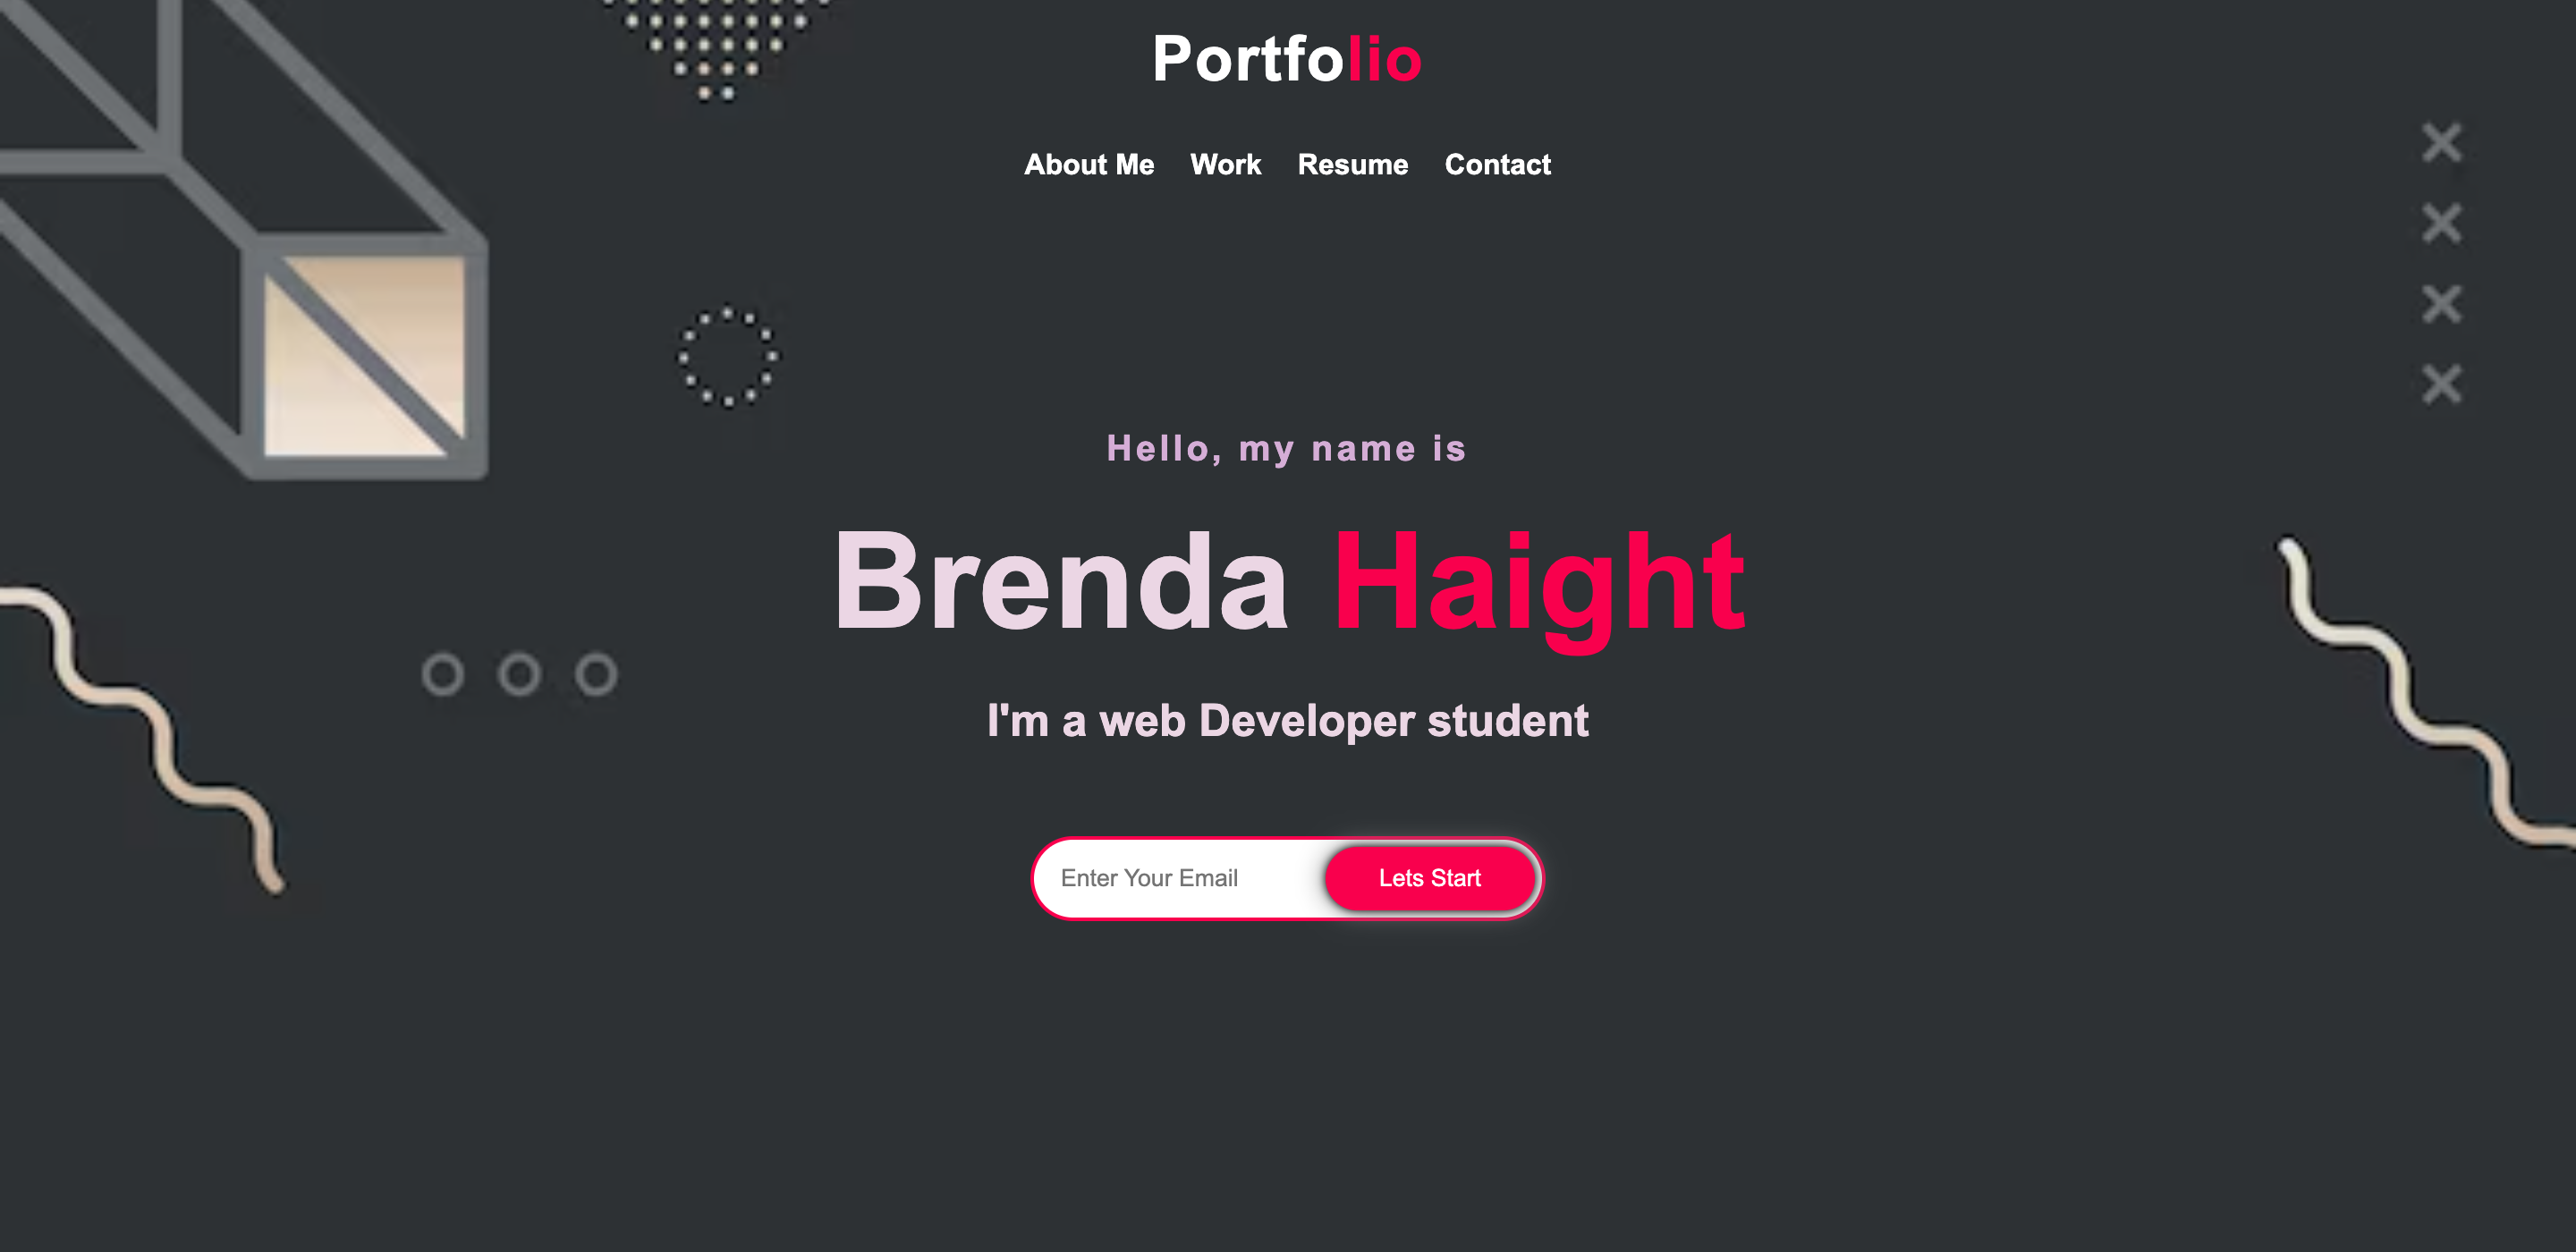 Portfolio
About Me Work Resume Contact
Hello, my name is
Brenda Haight
I'm a web Developer student
Enter Your Email Lets Start